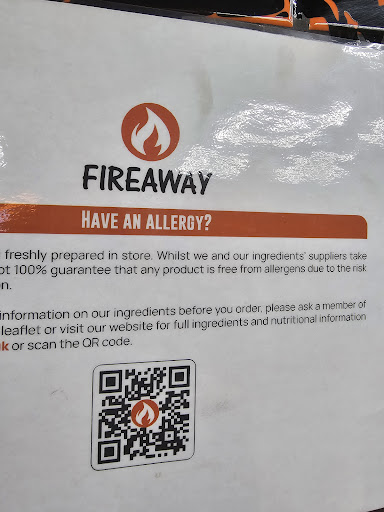 FIREAWAY
HAVE AN ALLERGY?
freshly prepared in store. Whilst we and our ingredients' suppliers take
ot 100% guarantee that any product is free from allergens due to the risk
n.
information on our ingredients before you order, please ask a member of
leaflet or visit our website for full ingredients and nutritional information
k or scan the QR code.